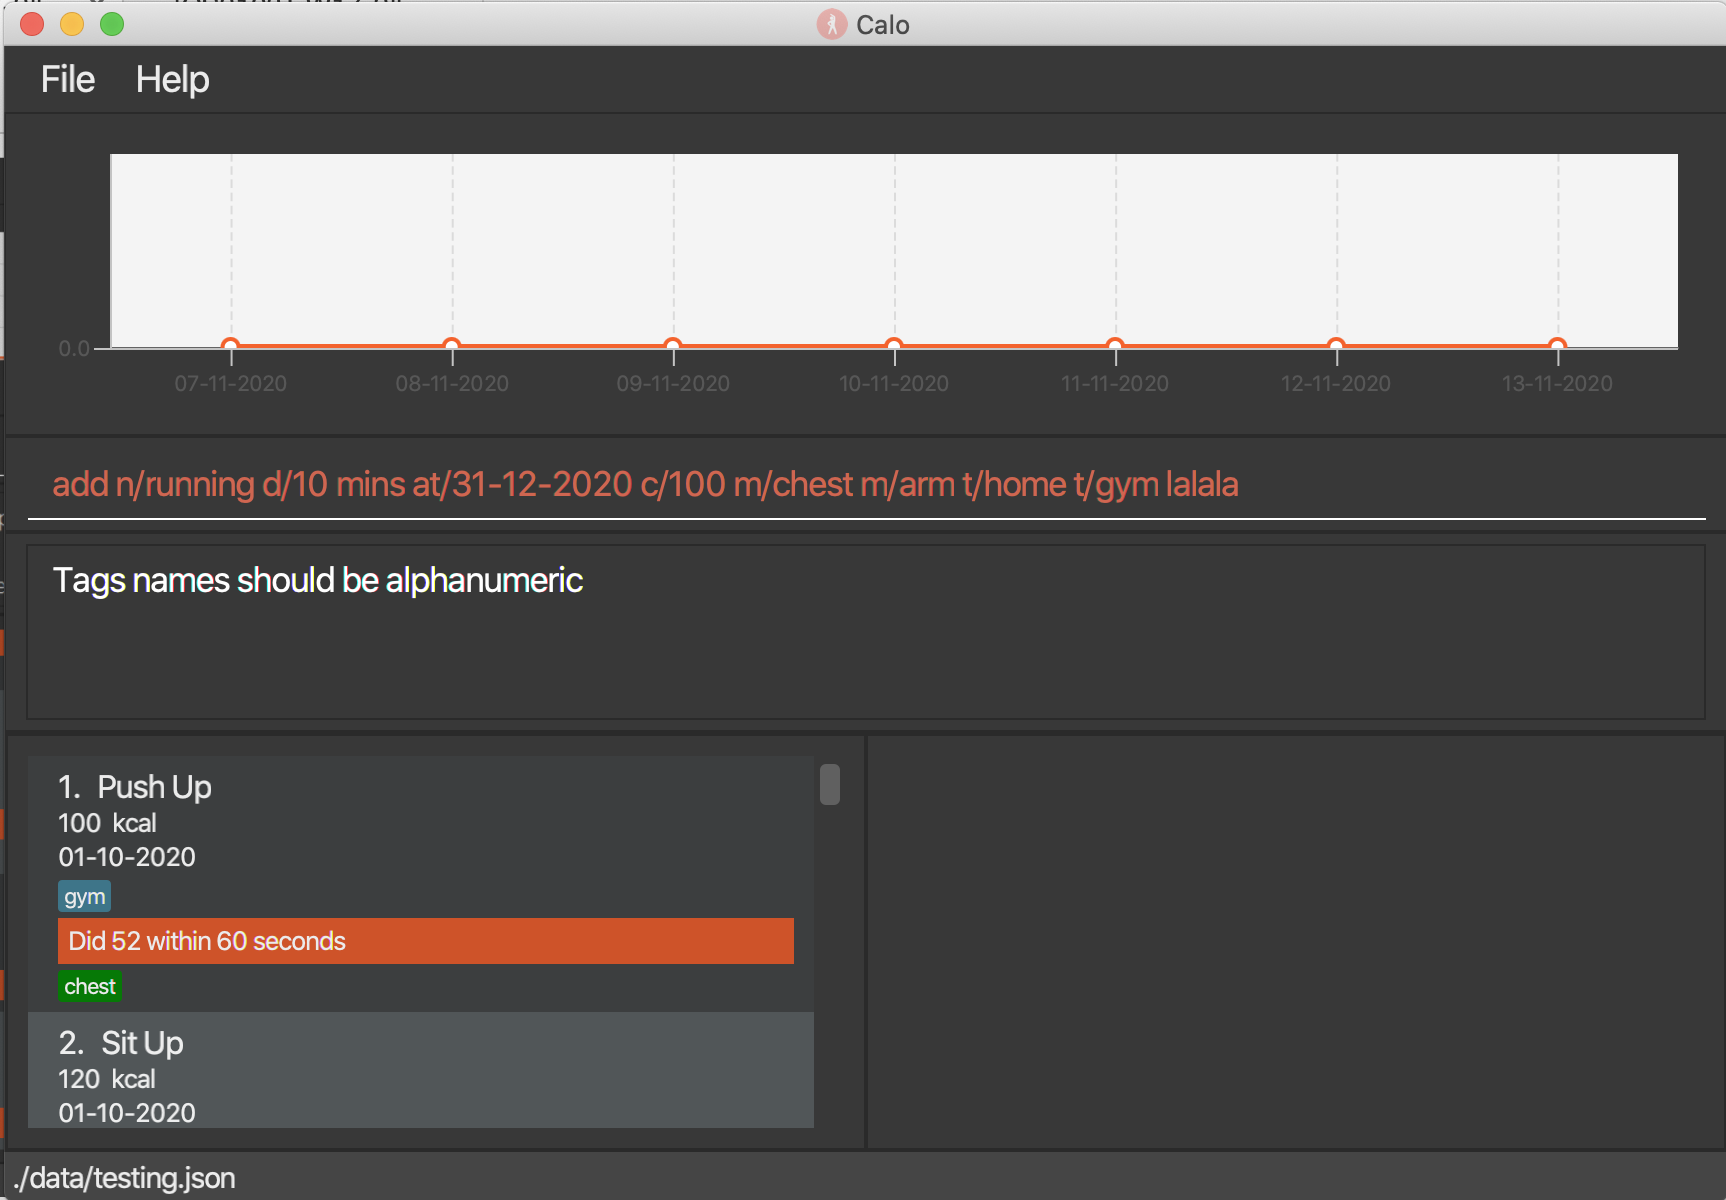 Calo
File Help
0.0
07-11-2020 08-11-2020 09-11-2020 10-11-2020 11-11-2020 12-11-2020 13-11-2020
add n/running d/10 mins at/31-12-2020 c/100 m/chest m/arm t/home t/gym lalala
Tags names should be alphanumeric
1. Push Up
100 kcal
01-10-2020
gym
Did 52 within 60 seconds
chest
2. Sit Up
120 kcal
01-10-2020
./data/testing.json